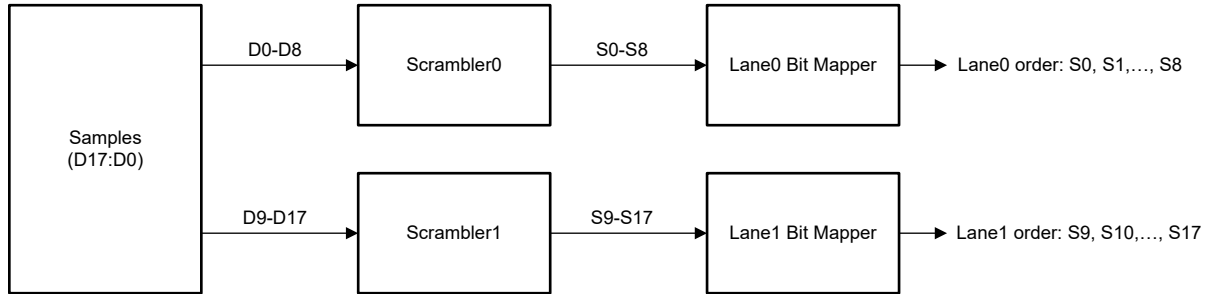 Samples
(D17:D0)
D0-D8
Scrambler0
S0-S8
Lane0 Bit Mapper
Lane0 order: S0, S1,…, S8
D9-D17
Scrambler1
S9-S17
Lane1 Bit Mapper
Lane1 order: S9, S10,…, S17